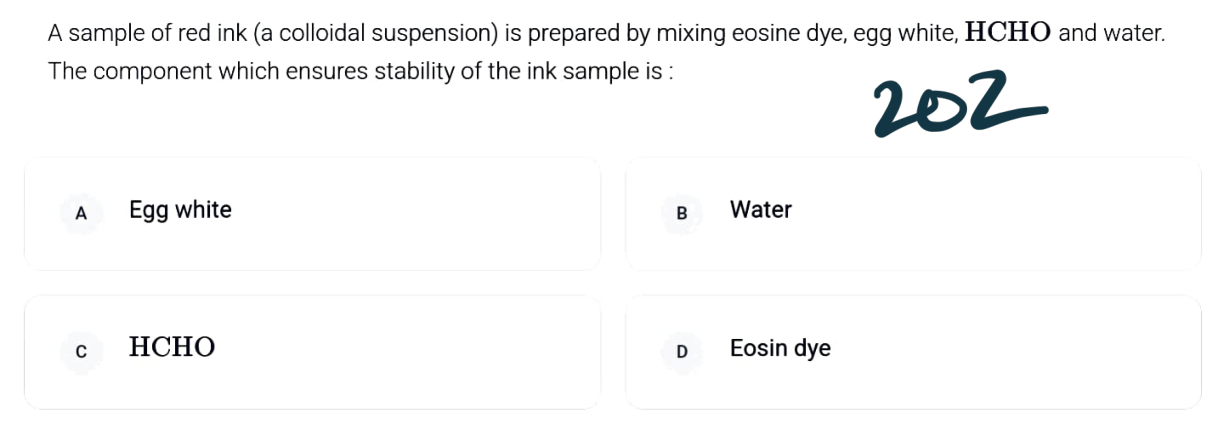 A sample of red ink (a colloidal suspension) is prepared by mixing eosine dye, egg white, HCHO and water.
The component which ensures stability of the ink sample is :
202
A Egg white
B Water
C HCHO
D Eosin dye